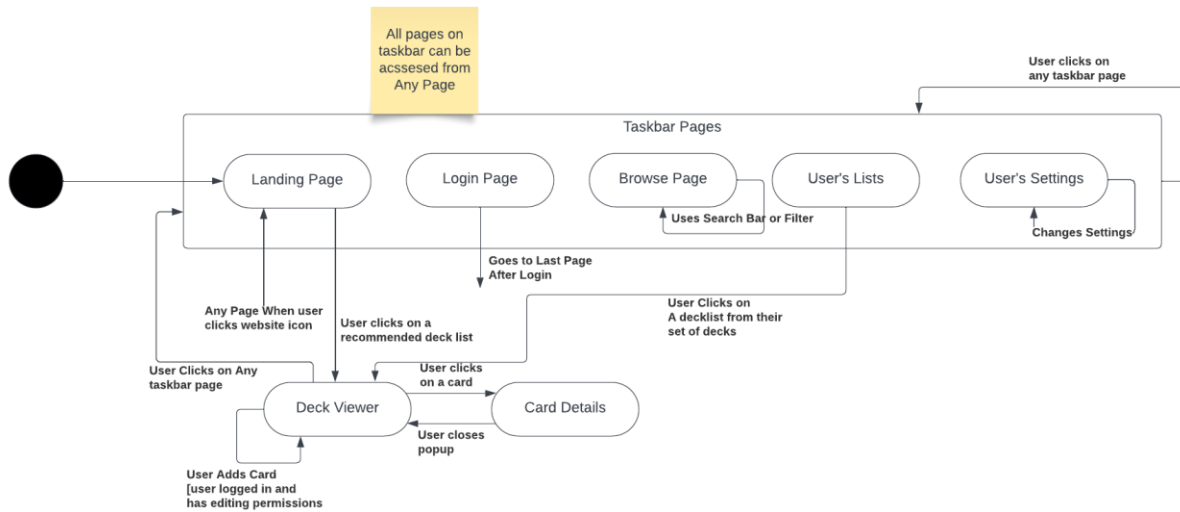 All pages on
taskbar can be
acssesed from
Any Page
User clicks on
any taskbar page
Taskbar Pages
Landing Page
Login Page
Browse Page
User's Lists
User's Settings
Uses Search Bar or Filter
Changes Settings
Goes to Last Page
After Login
Any Page When user
clicks website icon
User clicks on a
recommended deck list
User Clicks on
A decklist from their
set of decks
User Clicks on Any
taskbar page
User clicks
on a card
Deck Viewer
Card Details
User closes
popup
User Adds Card
[user logged in and
has editing permissions